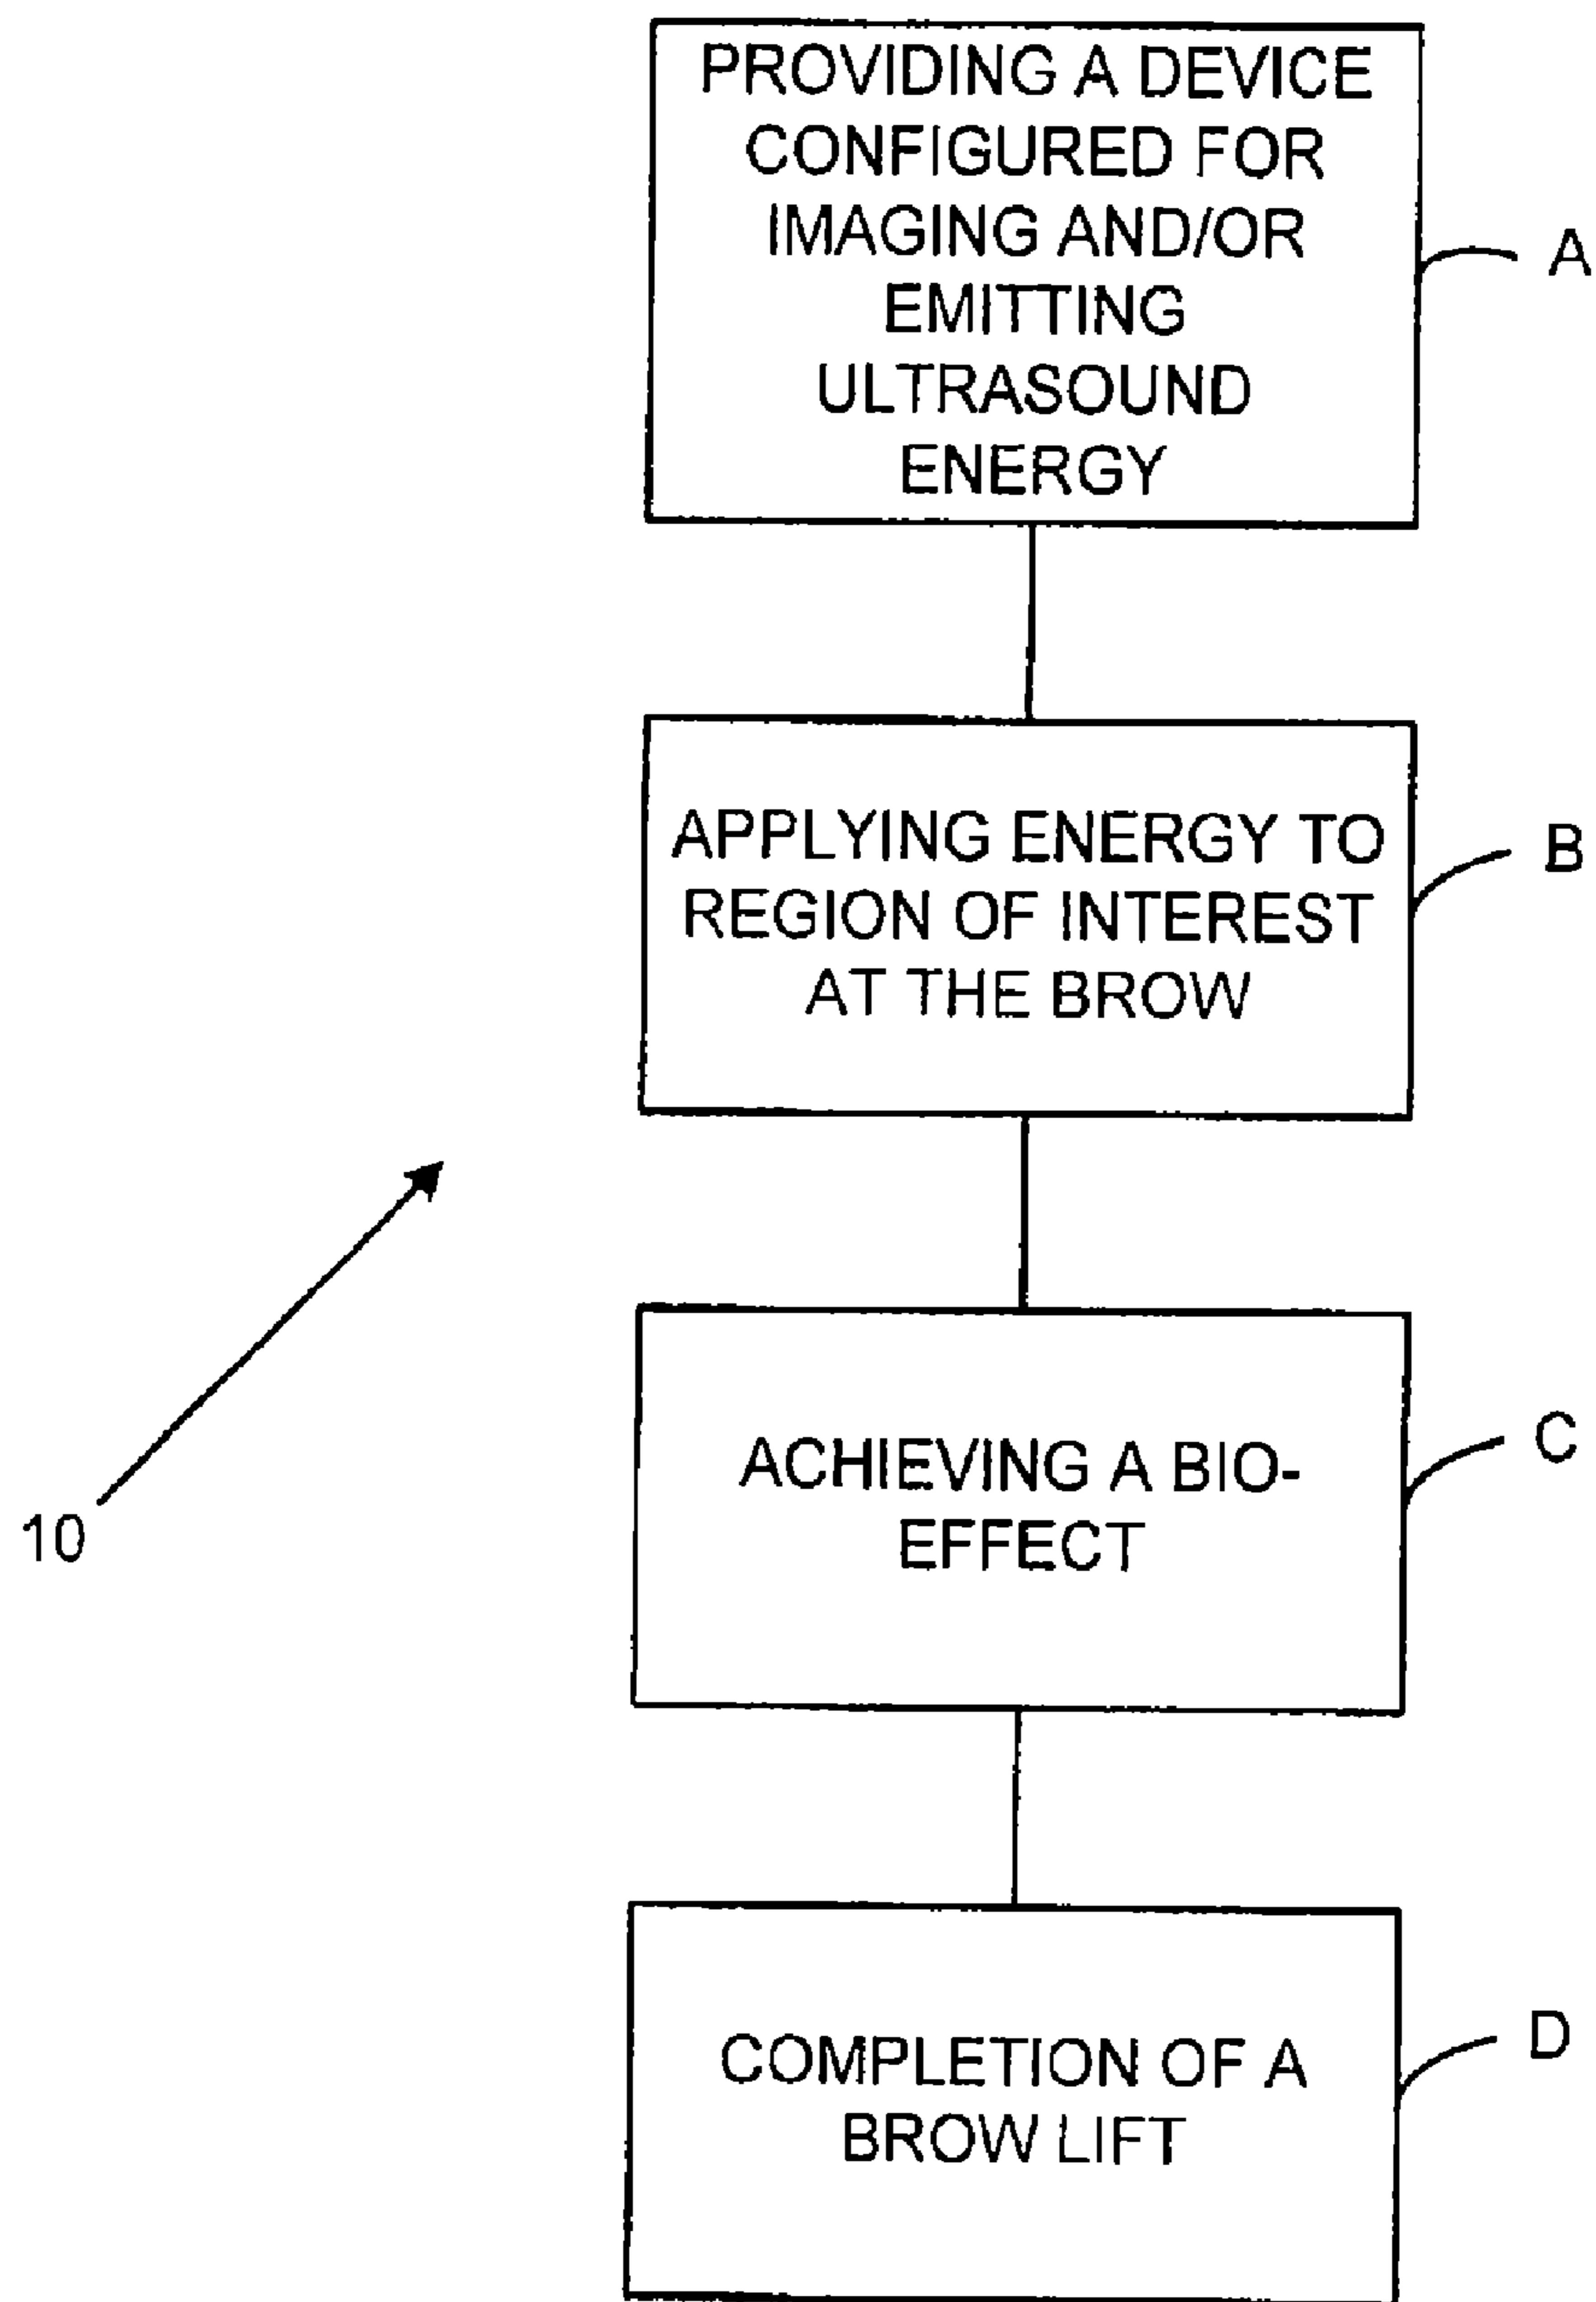 PROVIDING A DEVICE
CONFIGURED FOR
IMAGING AND/OR
EMITTING
ULTRASOUND
ENERGY
A
APPLYING ENERGY TO
REGION OF INTEREST
AT THE BROW
B
ACHIEVING A BIO-
EFFECT
C
10
COMPLETION OF A
BROW LIFT
D